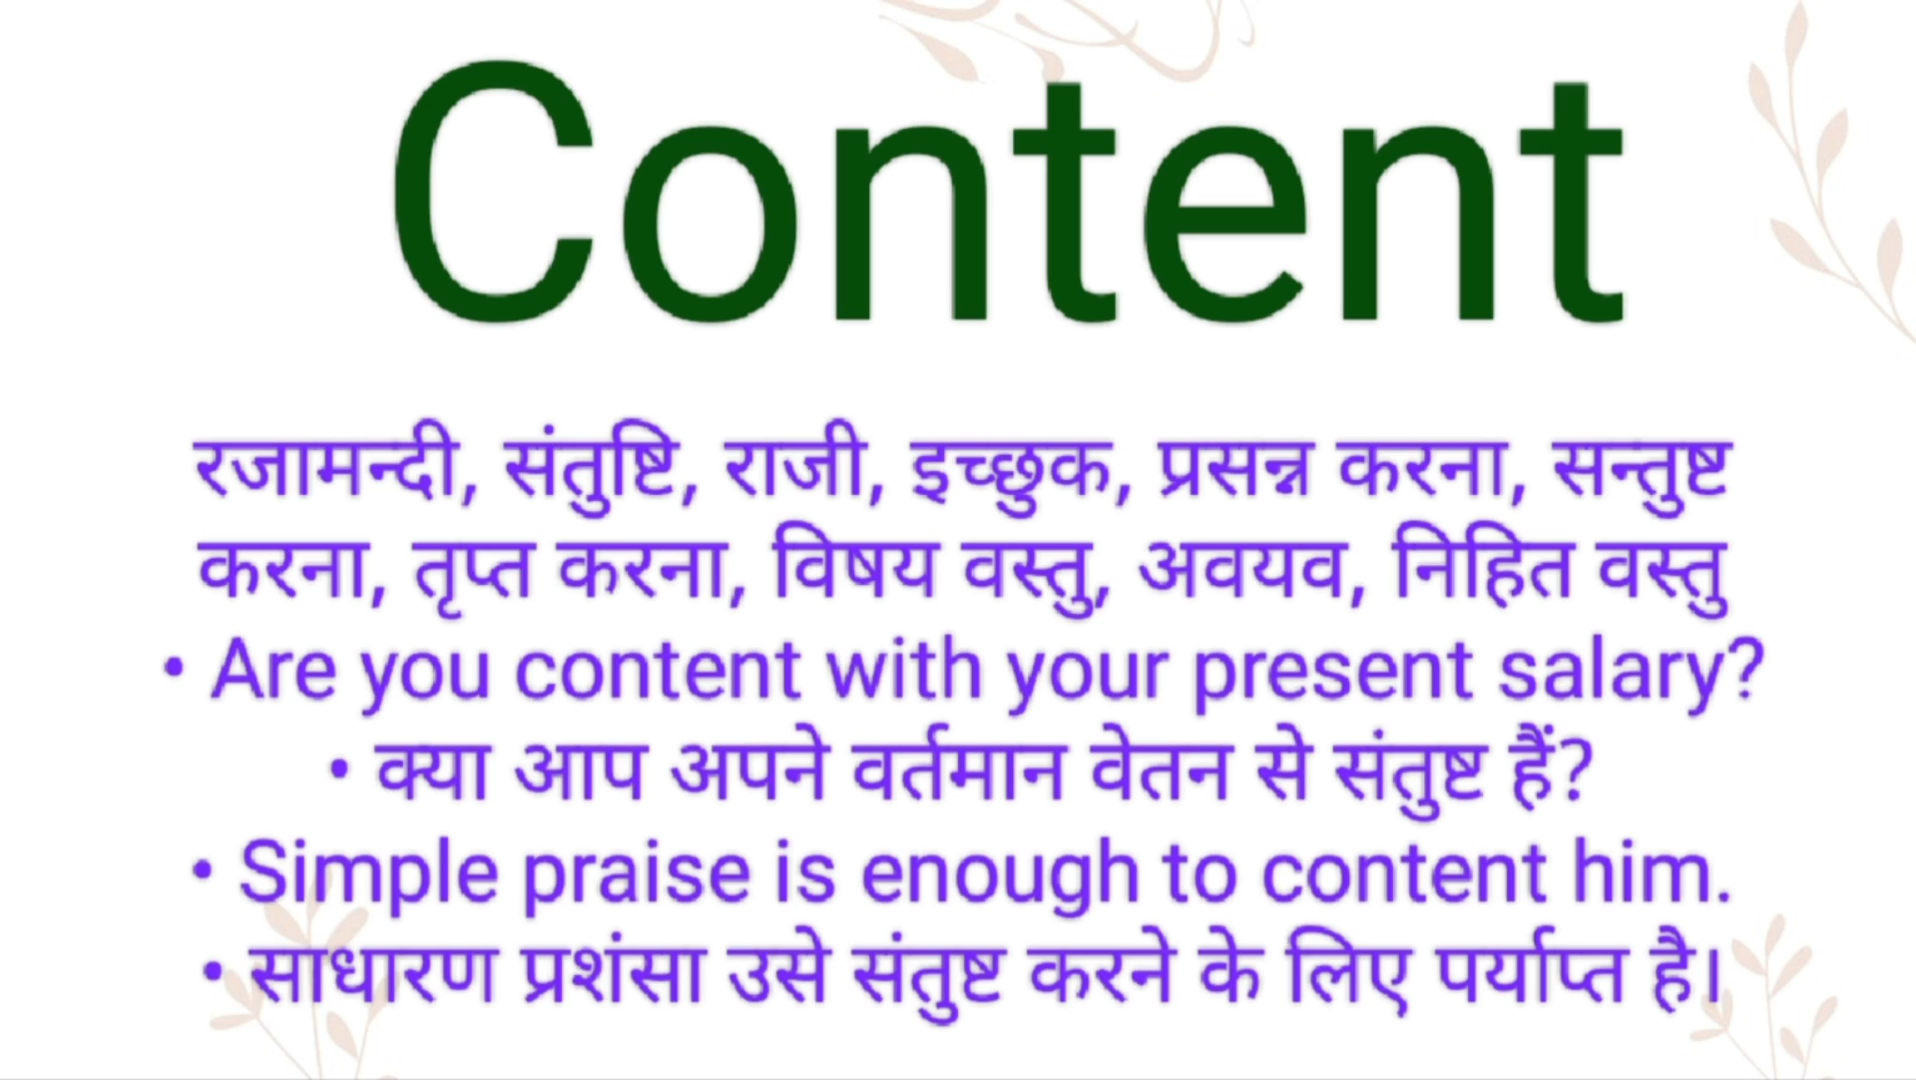 Content
रजामन्दी, संतुष्टि, राजी, इच्छुक, प्रसन्न करना, सन्तुष्ट
करना, तृप्त करना, विषय वस्तु, अवयव, निहित वस्तु
• Are you content with your present salary?
• क्या आप अपने वर्तमान वेतन से संतुष्ट हैं?
• Simple praise is enough to content him.
• साधारण प्रशंसा उसे संतुष्ट करने के लिए पर्याप्त है।